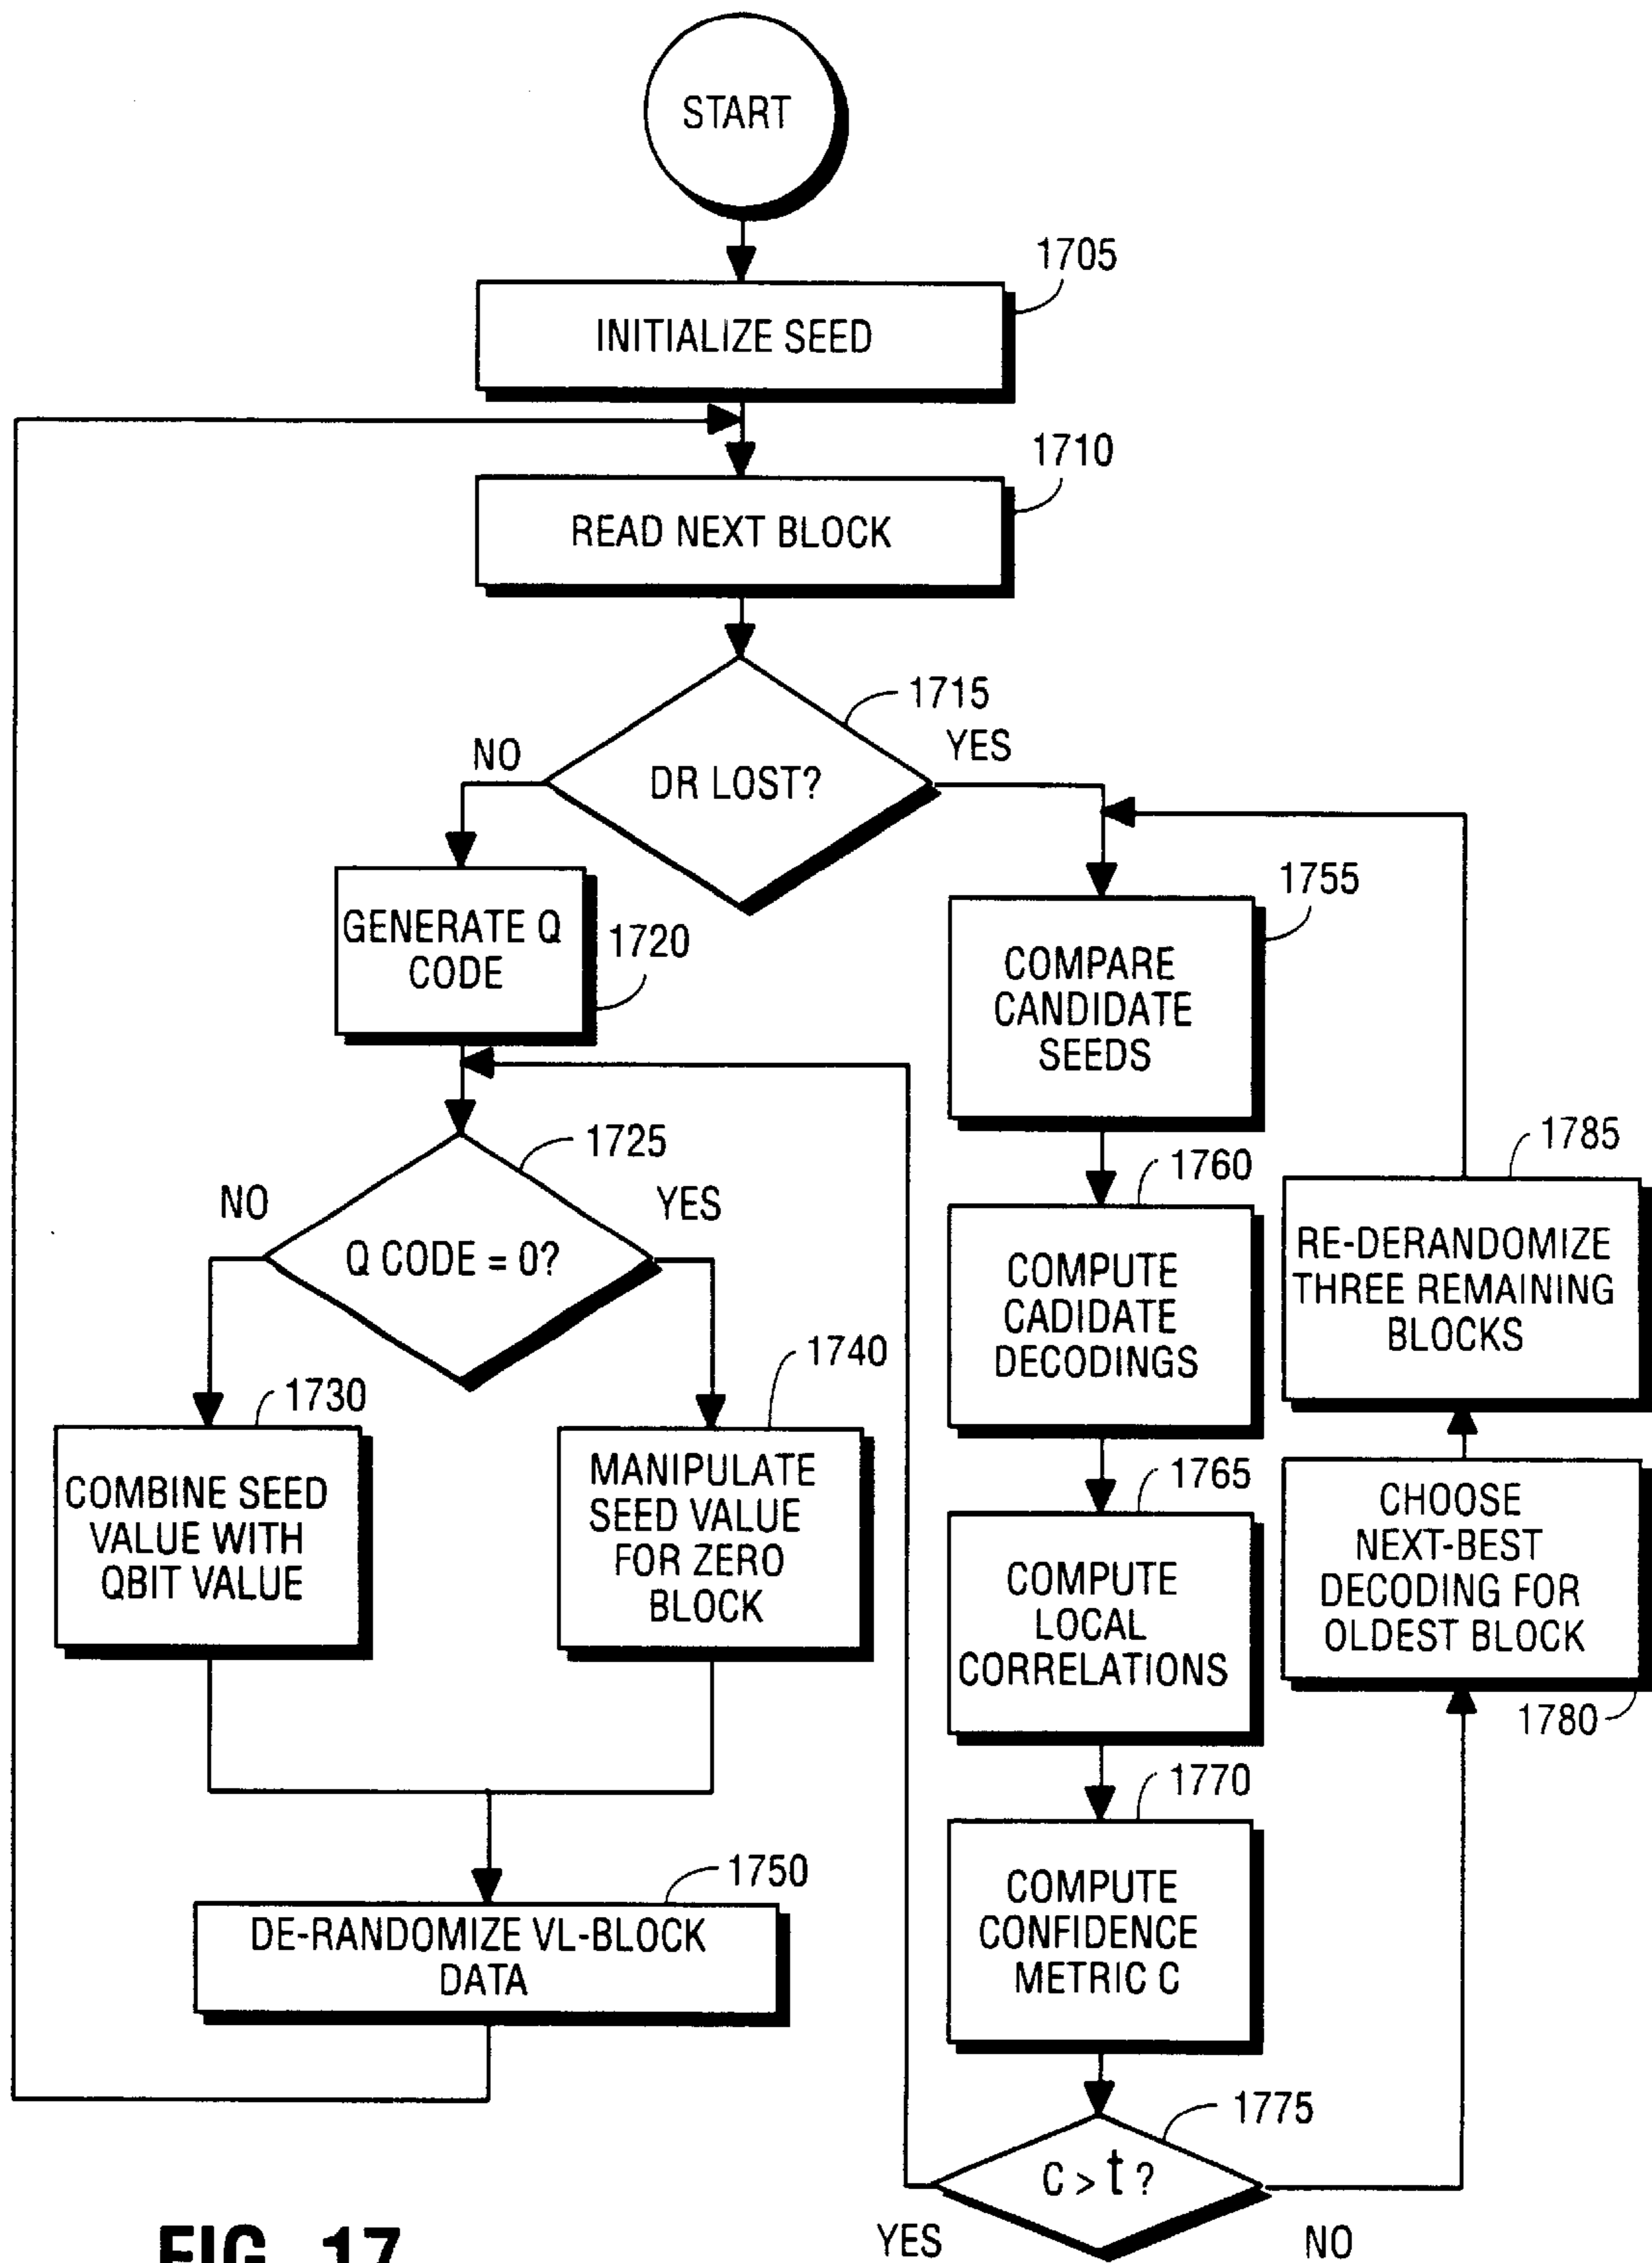 START
1705
INITIALIZE SEED
1710
READ NEXT BLOCK
1715
NO
YES
DR LOST?
GENERATE Q
CODE
1720
1755
COMPARE
CANDIDATE
SEEDS
1725
NO
YES
Q CODE = 0?
1760
COMPUTE
CADIDATE
DECODINGS
1785
RE-DERANDOMIZE
THREE REMAINING
BLOCKS
1730
COMBINE SEED
VALUE WITH
QBIT VALUE
1740
MANIPULATE
SEED VALUE
FOR ZERO
BLOCK
1765
COMPUTE
LOCAL
CORRELATIONS
CHOOSE
NEXT-BEST
DECODING FOR
OLDEST BLOCK
1780
1770
COMPUTE
CONFIDENCE
METRIC C
1750
DE-RANDOMIZE VL-BLOCK
DATA
1775
C > t ?
YES
NO
FIG. 17